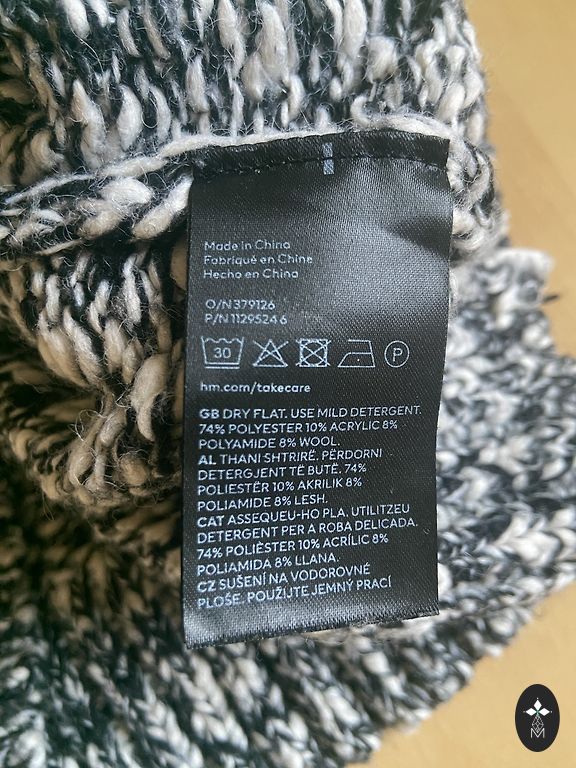 Made in China
Fabriqué en Chine
Hecho en China
O/N 379126
P/N 1129524 6
30
P
hm.com/takecare
GB DRY FLAT. USE MILD DETERGENT.
74% POLYESTER 10% ACRYLIC 8%
POLYAMIDE 8% WOOL.
AL THANI SHTRIRË. PËRDORNI
DETERGJENT TË BUTË. 74%
POLIESTËR 10% AKRILIK 8%
POLIAMIDE 8% LESH.
CAT ASSEQUEU-HO PLA. UTILITZEU
DETERGENT PER A ROBA DELICADA.
74% POLIÈSTER 10% ACRÍLIC 8%
POLIAMIDA 8% LLANA.
CZ SUŠENÍ NA VODOROVNÉ
PLOŠE. POUŽIJTE JEMNÝ PRACÍ
M